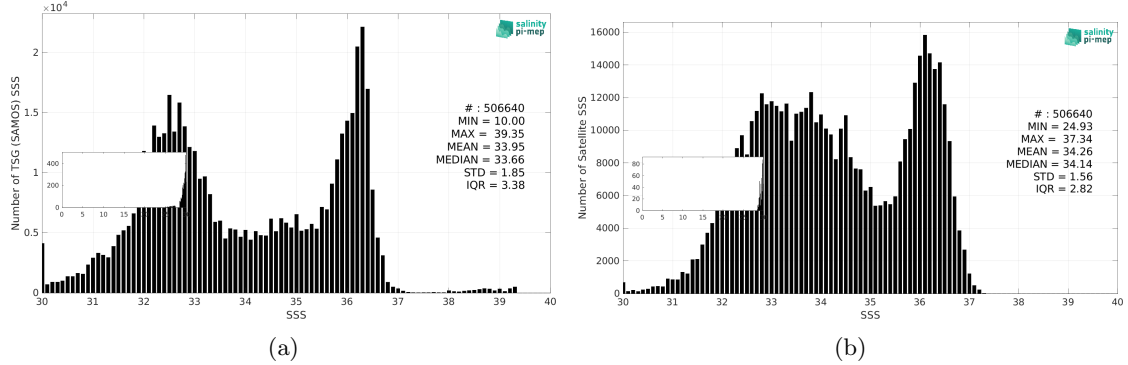 ×10⁴
salinity
pi-mep
# : 506640
MIN = 10.00
MAX = 39.35
MEAN = 33.95
MEDIAN = 33.66
STD = 1.85
IQR = 3.38
Number of TSG (SAMOS) SSS
2
1.5
1
0.5
0
400
200
0
0 5 10 15
30 31 32 33 34 35 36 37 38 39 40
SSS
(a)
salinity
pi-mep
# : 506640
MIN = 24.93
MAX = 37.34
MEAN = 34.26
MEDIAN = 34.14
STD = 1.56
IQR = 2.82
Number of Satellite SSS
16000
14000
12000
10000
8000
6000
4000
2000
0
80
60
40
20
0
0 5 10 15
30 31 32 33 34 35 36 37 38 39 40
SSS
(b)